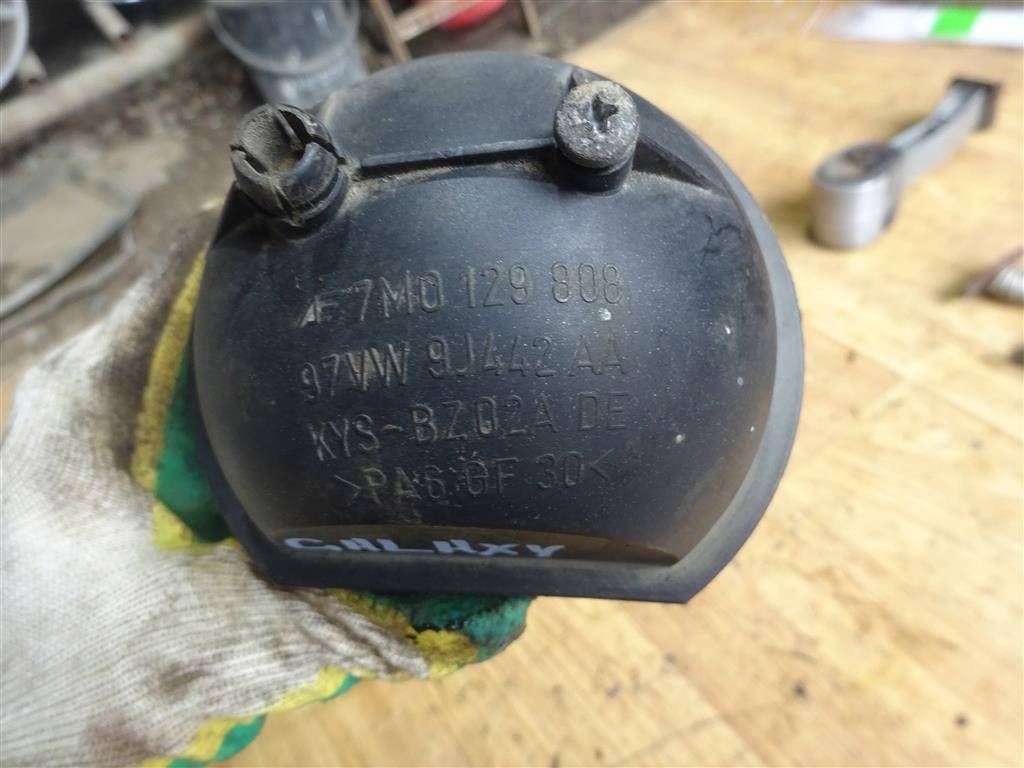 7M0 129 808
97VW 9J442 AA
KYS-BZ02A DE
>PA6 GF 30<
GALAXY